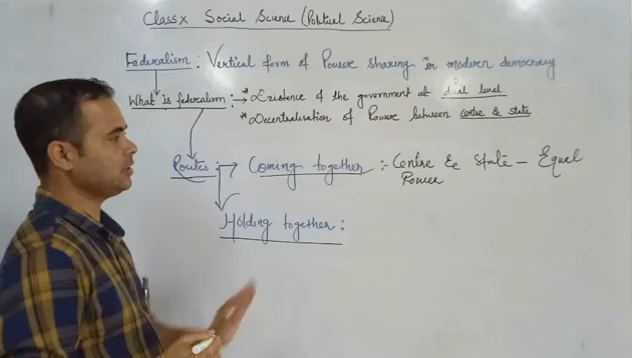 Class X Social Science (Political Science)
Federalism: Vertical form of Power sharing in modern democracy
What is federalism:→ * Existence of the government at dual level
* Decentralisation of Power between centre & state
Routes:→ Coming together:- Centre & State - Equal
Power
Holding together: